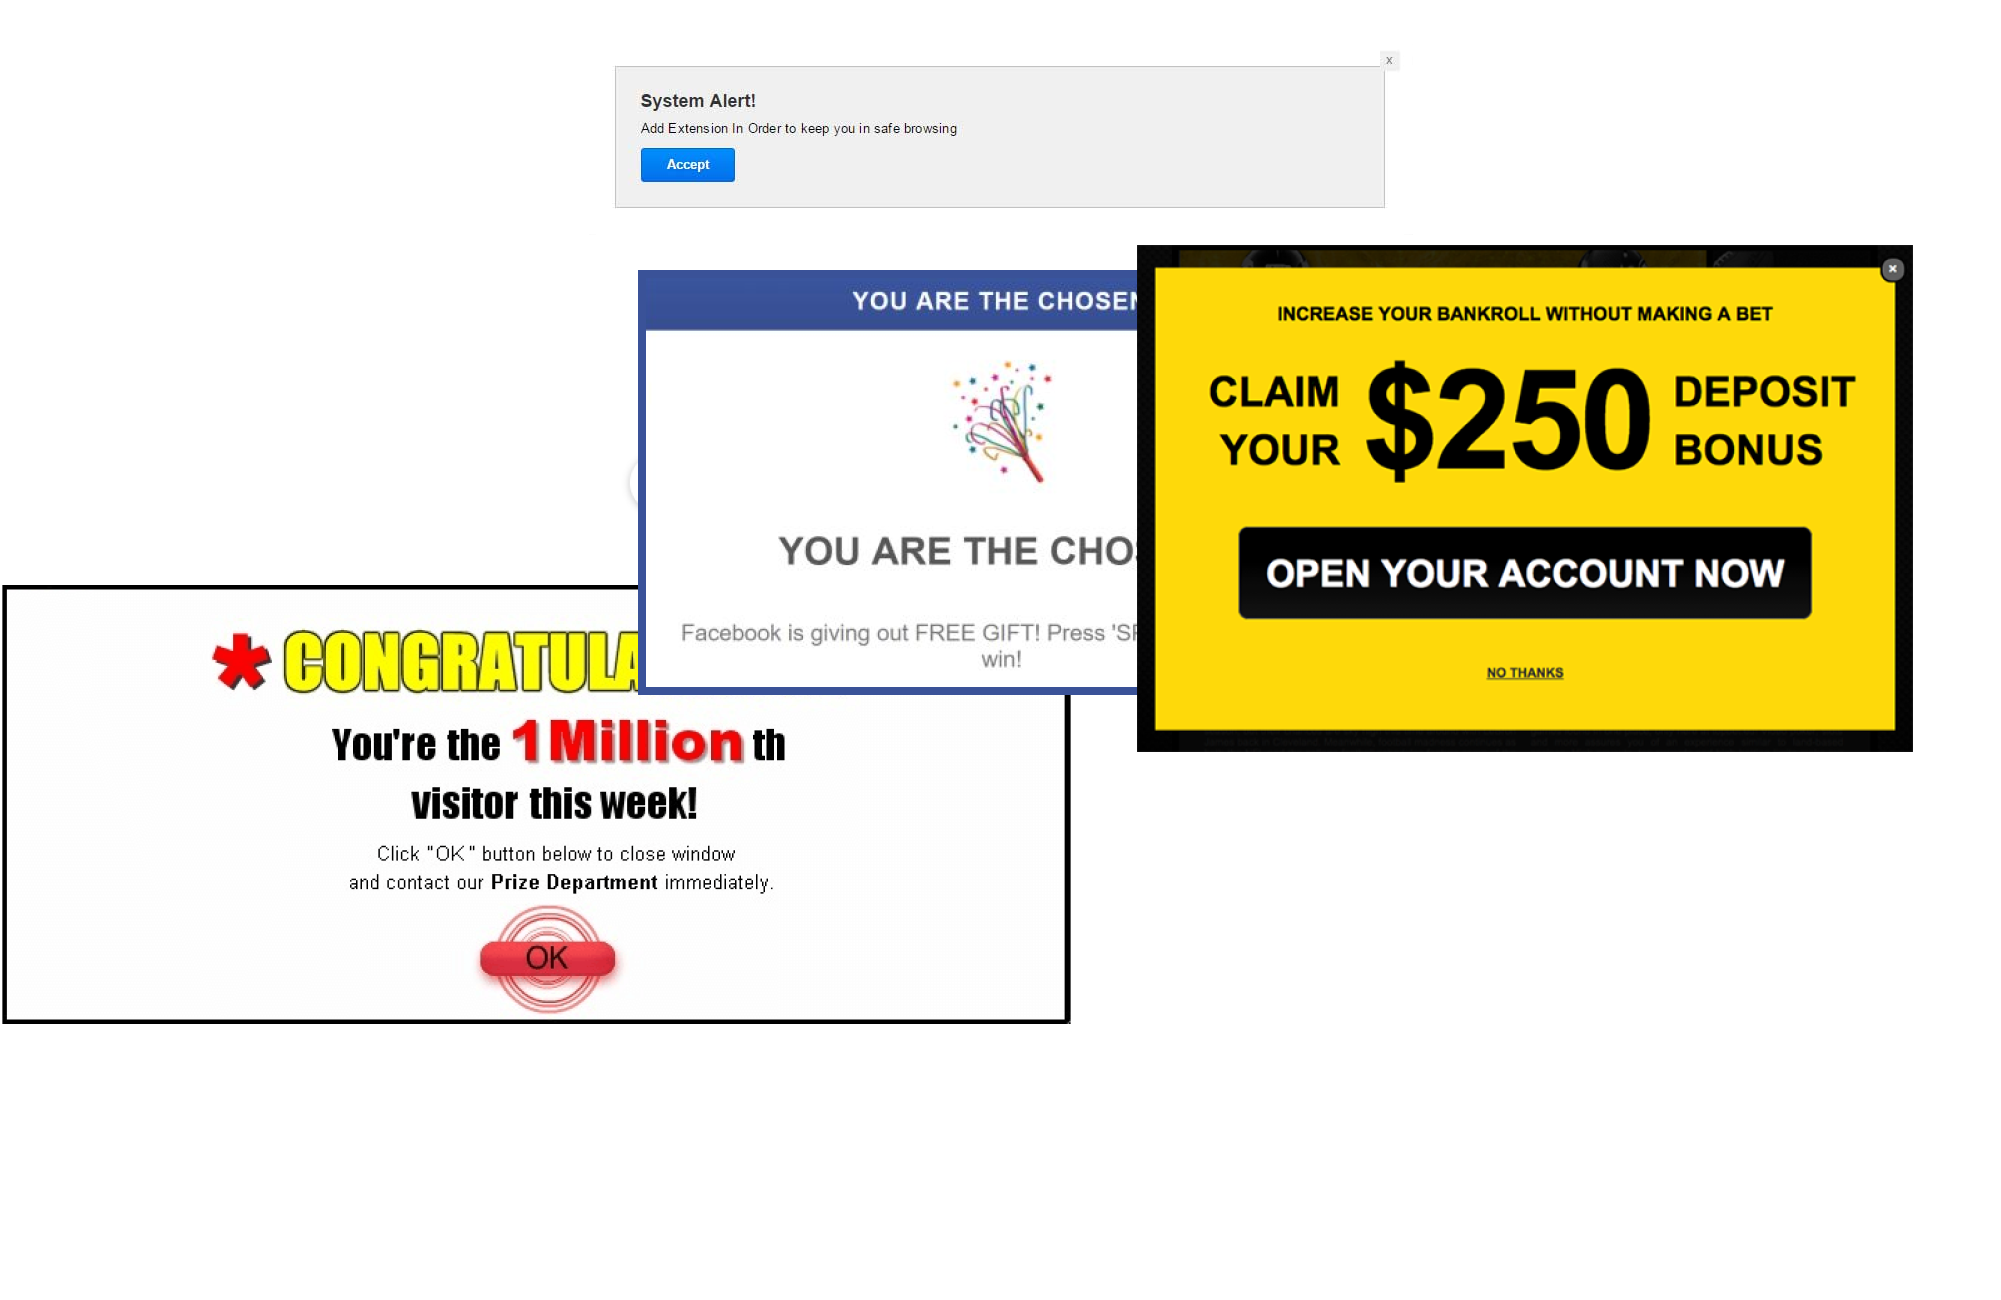 x
System Alert!
Add Extension In Order to keep you in safe browsing
Accept
YOU ARE THE CHOSEN
YOU ARE THE
Facebook is giving out FREE GIFT! Press
win!
INCREASE YOUR BANKROLL WITHOUT MAKING A BET
CLAIM YOUR $250 DEPOSIT BONUS
OPEN YOUR ACCOUNT NOW
NO THANKS
* CONGRATULA
You're the 1 Million th
visitor this week!
Click "OK" button below to close window
and contact our Prize Department immediately.
OK